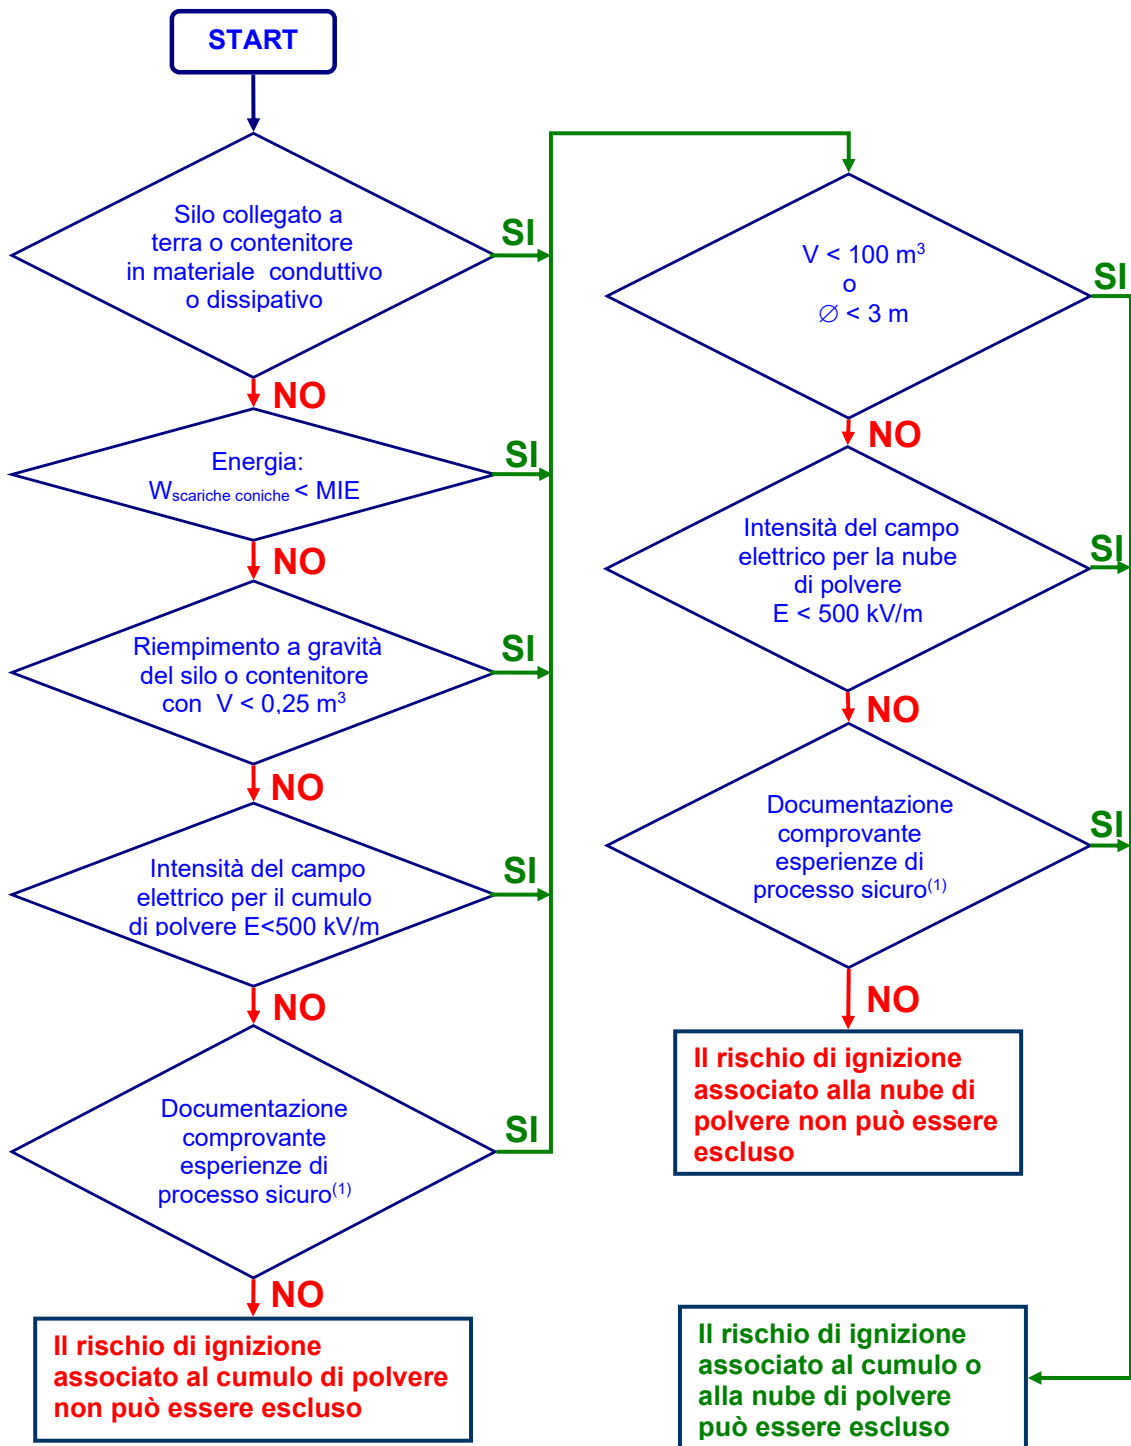 START
Silo collegato a
terra o contenitore
in materiale conduttivo
o dissipativo
SI
NO
Energia:
Wscariche coniche < MIE
SI
NO
Riempimento a gravità
del silo o contenitore
con V < 0,25 m³
SI
NO
Intensità del campo
elettrico per il cumulo
di polvere E<500 kV/m
SI
NO
Documentazione
comprovante
esperienze di
processo sicuro(1)
SI
NO
Il rischio di ignizione
associato al cumulo di polvere
non può essere escluso
V < 100 m³
o
∅ < 3 m
SI
NO
Intensità del campo
elettrico per la nube
di polvere
E < 500 kV/m
SI
NO
Documentazione
comprovante
esperienze di
processo sicuro(1)
SI
NO
Il rischio di ignizione
associato alla nube di
polvere non può essere
escluso
Il rischio di ignizione
associato al cumulo o
alla nube di polvere
può essere escluso